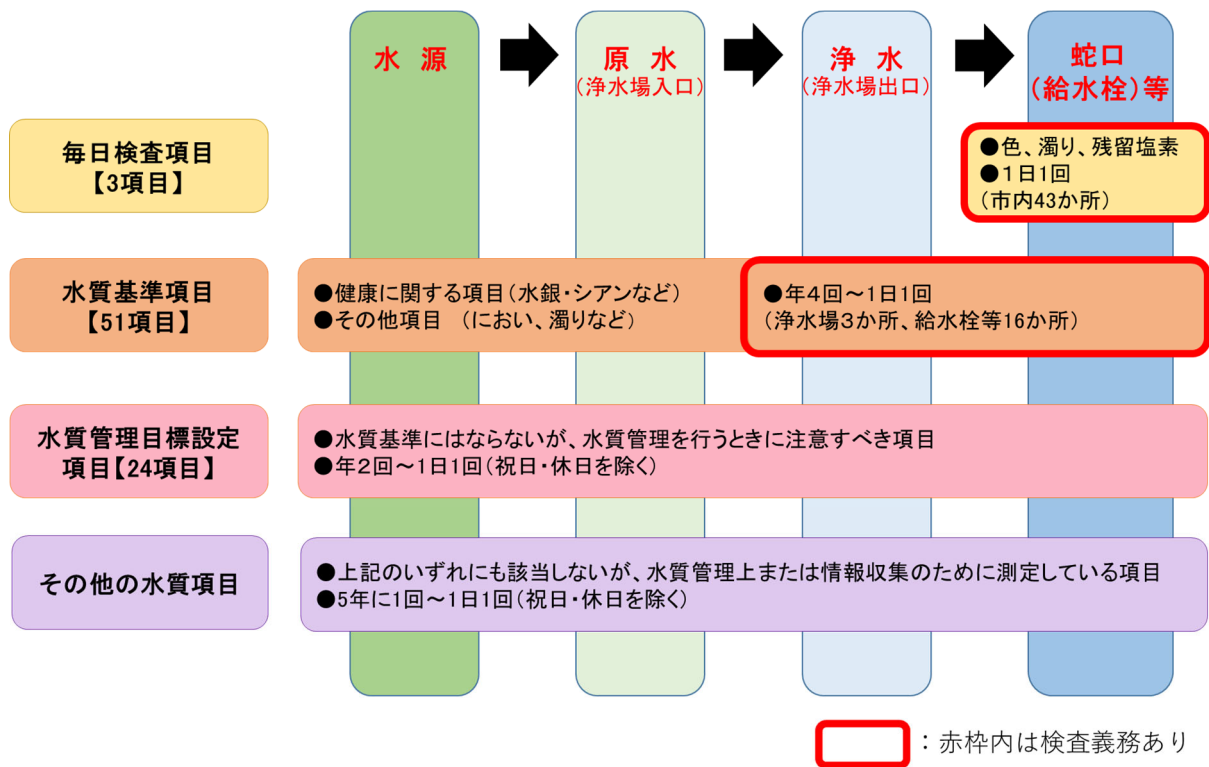 水 源
原 水
(浄水場入口)
浄 水
(浄水場出口)
蛇口
(給水栓)等
毎日検査項目
【3項目】
●色、濁り、残留塩素
●1日1回
(市内43か所)
水質基準項目
【51項目】
●健康に関する項目(水銀・シアンなど)
●その他項目 (におい、濁りなど)
●年4回～1日1回
(浄水場3か所、給水栓等16か所)
水質管理目標設定
項目【24項目】
●水質基準にはならないが、水質管理を行うときに注意すべき項目
●年2回～1日1回(祝日・休日を除く)
その他の水質項目
●上記のいずれにも該当しないが、水質管理上または情報収集のために測定している項目
●5年に1回～1日1回(祝日・休日を除く)
：赤枠内は検査義務あり